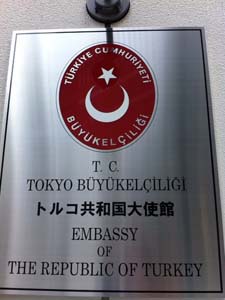 TÜRKİYE CUMHURİYETİ
BÜYÜKELÇİLİĞİ
T. C.
TOKYO BÜYÜKELÇİLİĞİ
トルコ共和国大使館
EMBASSY
OF
THE REPUBLIC OF TURKEY